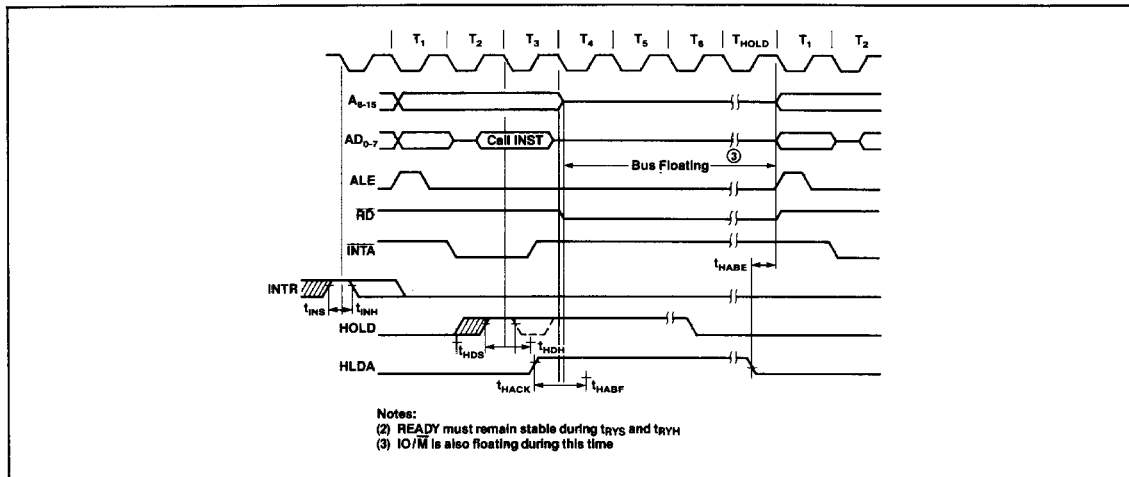 T1 T2 T3 T4 T5 T6 THOLD T1 T2
A8-15
AD0-7 Call INST
Bus Floating ③
ALE
RD
INTA
tHABE
INTR
tINS tINH
HOLD
tHDS tHDH
HLDA
tHACK tHABF
Notes:
(2) READY must remain stable during tRYS and tRYH
(3) IO/M is also floating during this time